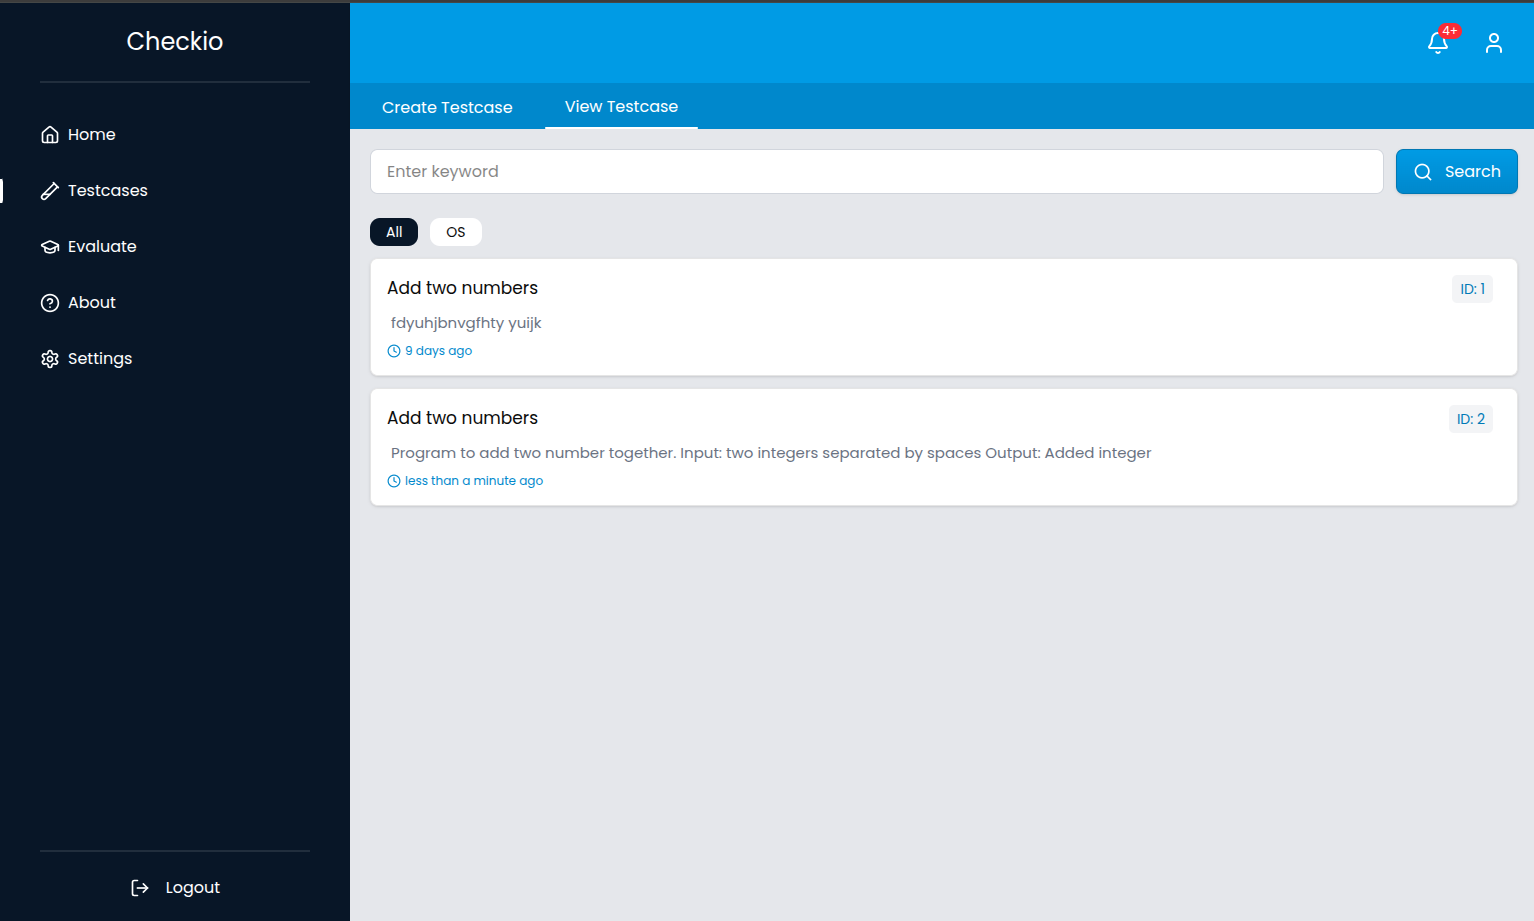 Checkio
Home
Testcases
Evaluate
About
Settings
Logout
4+
Create Testcase
View Testcase
Enter keyword
Search
All
OS
Add two numbers
ID: 1
fdyuhjbnvgfhty yuijk
9 days ago
Add two numbers
ID: 2
Program to add two number together. Input: two integers separated by spaces Output: Added integer
less than a minute ago